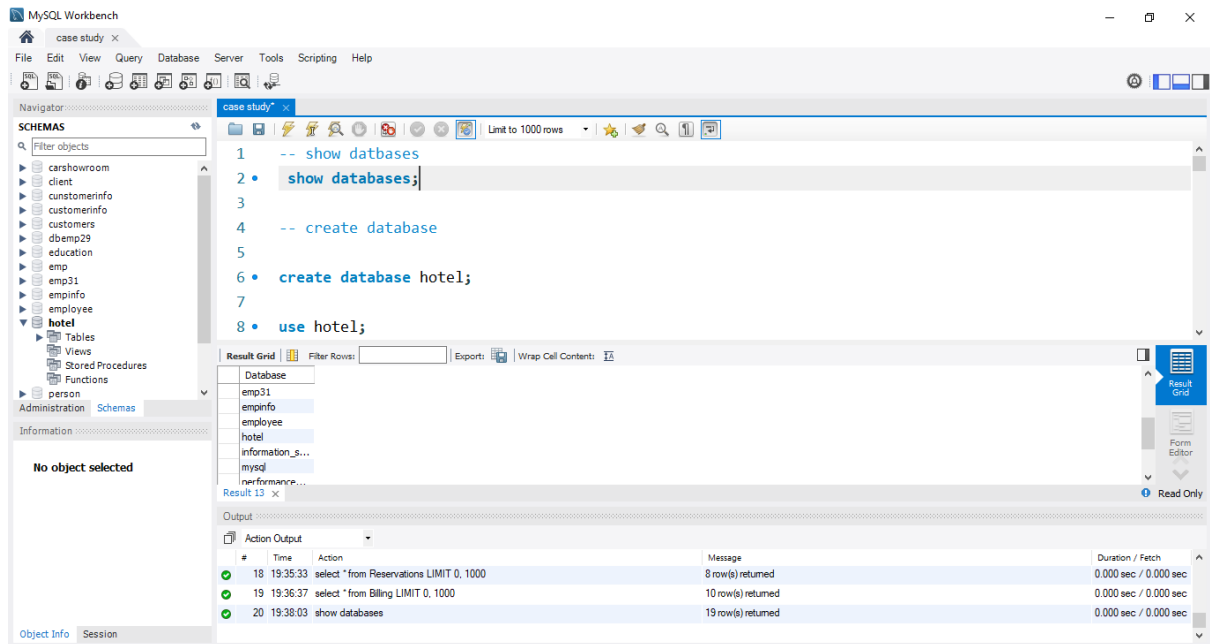 MySQL Workbench
case study
File Edit View Query Database Server Tools Scripting Help
Navigator
SCHEMAS
Filter objects
carshowroom
client
cunstomerinfo
customerinfo
customers
dbemp29
education
emp
emp31
empinfo
employee
hotel
Tables
Views
Stored Procedures
Functions
person
Administration Schemas
Information
No object selected
Object Info Session
case study*
Limit to 1000 rows
1 -- show datbases
2 show databases;
3
4 -- create database
5
6 create database hotel;
7
8 use hotel;
Result Grid Filter Rows: Export: Wrap Cell Content:
Database
emp31
empinfo
employee
hotel
information_s...
mysql
performance...
Result Grid
Form Editor
Result 13 Read Only
Output
Action Output
# Time Action Message Duration / Fetch
18 19:35:33 select * from Reservations LIMIT 0, 1000 8 row(s) returned 0.000 sec / 0.000 sec
19 19:36:37 select * from Billing LIMIT 0, 1000 10 row(s) returned 0.000 sec / 0.000 sec
20 19:38:03 show databases 19 row(s) returned 0.000 sec / 0.000 sec